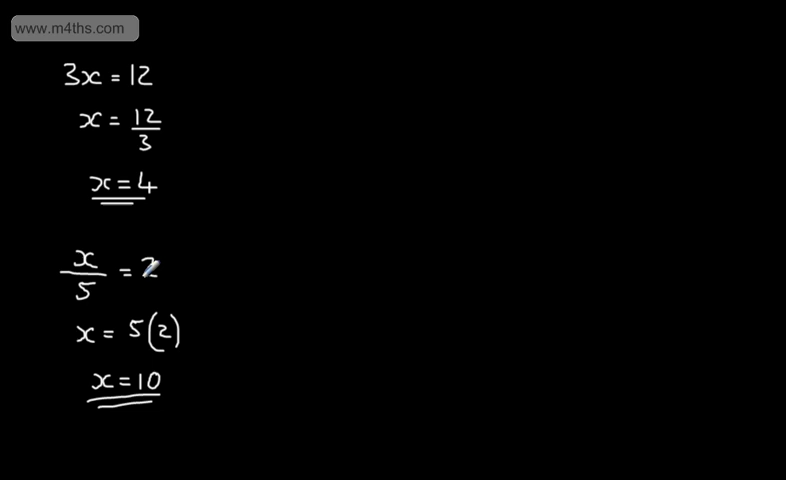 www.m4ths.com
3x = 12
x = 12/3
x = 4
x/5 = 2
x = 5(2)
x = 10